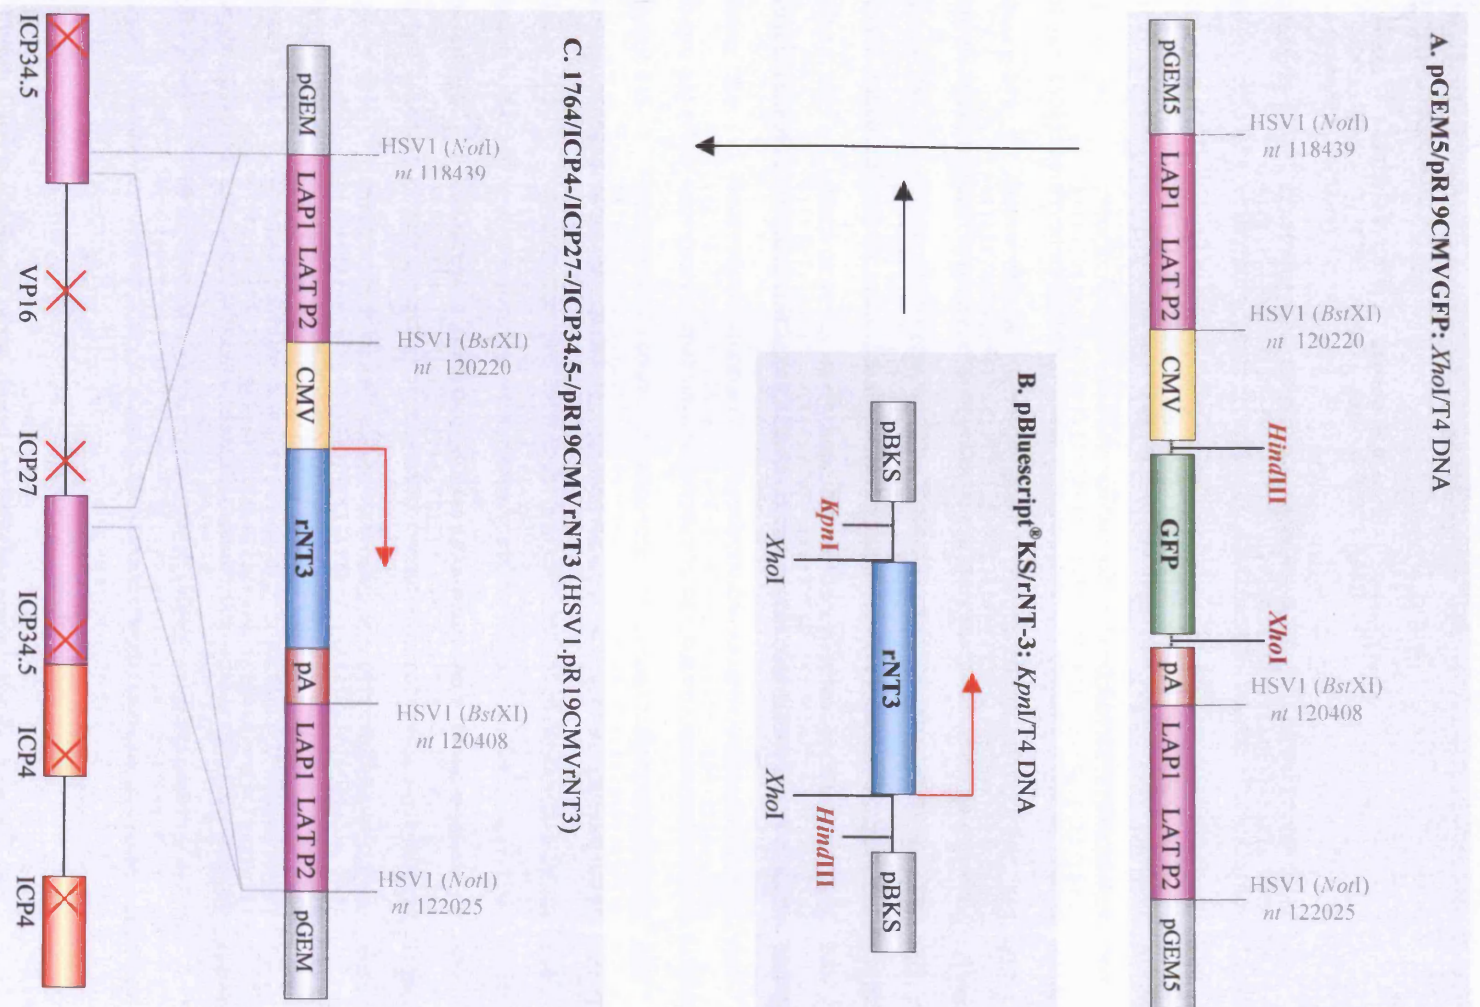 A. pGEM5/pR19CMVGFP: XhoI/T4 DNA
HSV1 (NotI)
nt 118439
HSV1 (BstXI)
nt 120220
HindIII
XhoI
HSV1 (BstXI)
nt 120408
HSV1 (NotI)
nt 122025
pGEM5
LAP1 LAT P2
CMV
GFP
pA
LAP1 LAT P2
pGEM5
B. pBluescript®KS/rNT-3: KpnI/T4 DNA
pBKS
rNT3
pBKS
KpnI
XhoI
XhoI
HindIII
C. 1764/ICP4-/ICP27-/ICP34.5-/pR19CMVrNT3 (HSV1.pR19CMVrNT3)
HSV1 (NotI)
nt 118439
HSV1 (BstXI)
nt 120220
HSV1 (BstXI)
nt 120408
HSV1 (NotI)
nt 122025
pGEM
LAP1 LAT P2
CMV
rNT3
pA
LAP1 LAT P2
pGEM
ICP34.5
VP16
ICP27
ICP34.5
ICP4
ICP4